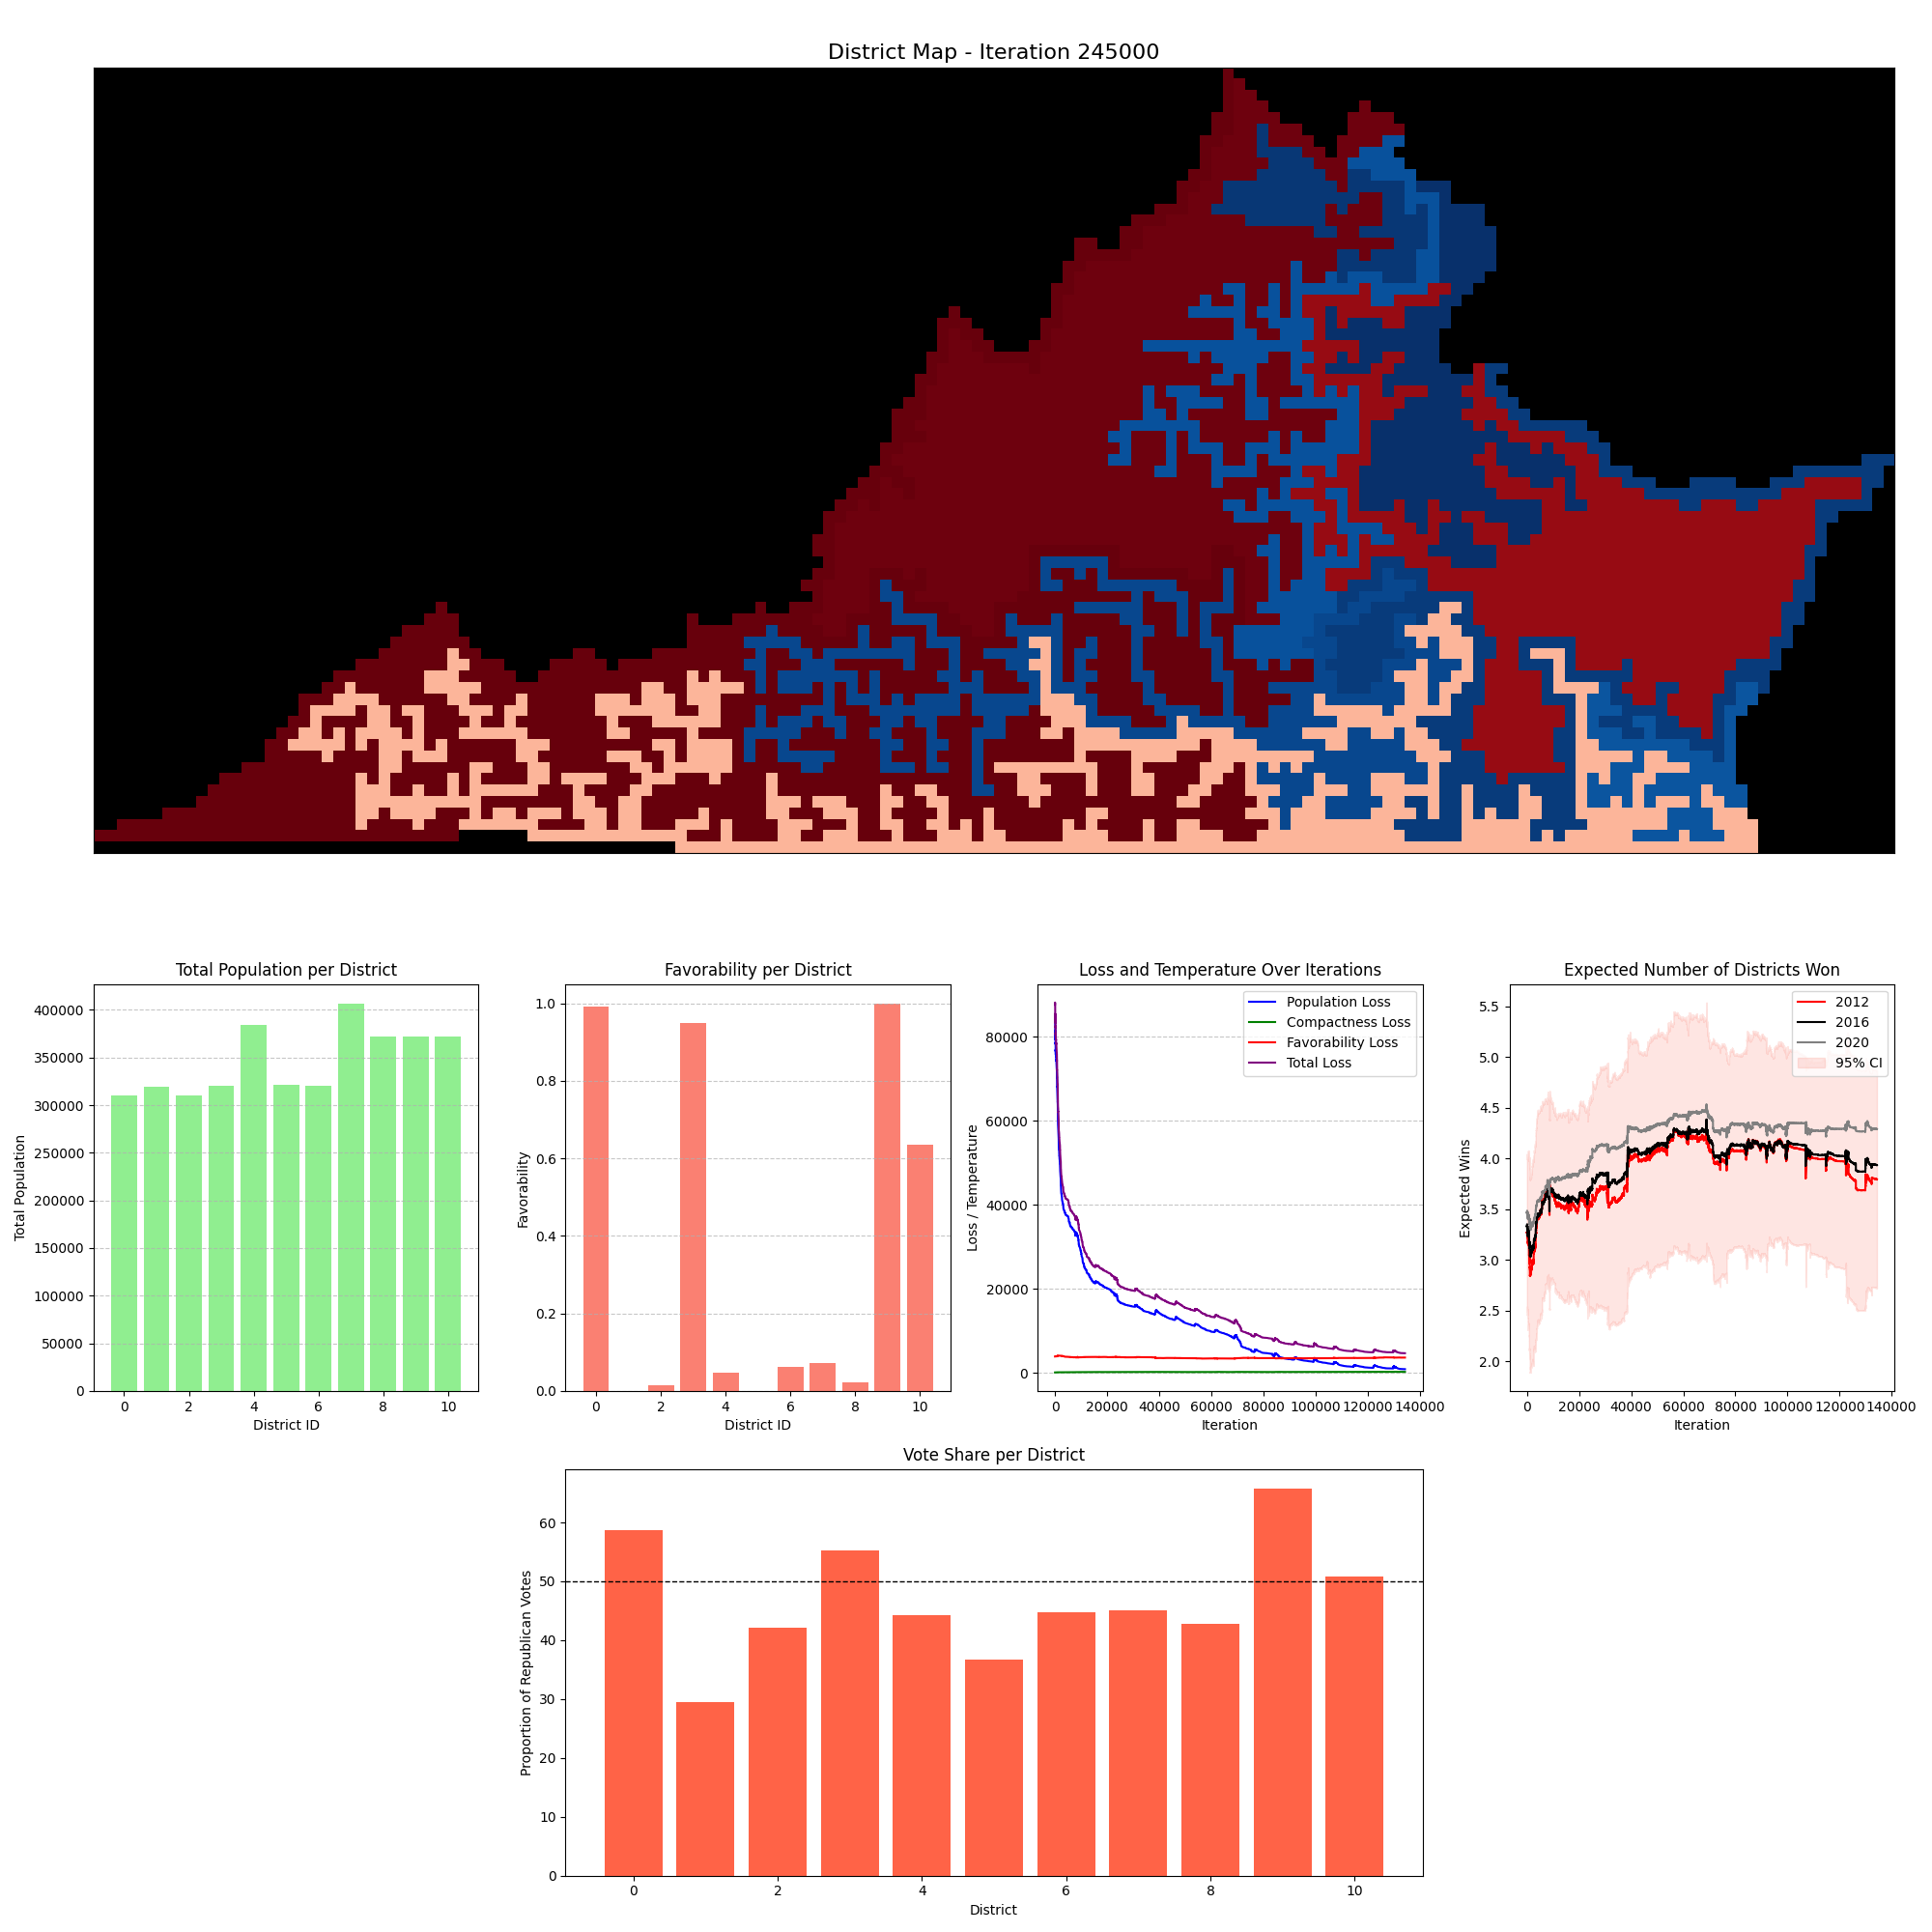 District Map - Iteration 245000
Total Population per District
Total Population
400000
350000
300000
250000
200000
150000
100000
50000
0
0 2 4 6 8 10
District ID
Favorability per District
Favorability
1.0
0.8
0.6
0.4
0.2
0.0
0 2 4 6 8 10
District ID
Loss and Temperature Over Iterations
Loss / Temperature
80000
60000
40000
20000
0
Population Loss
Compactness Loss
Favorability Loss
Total Loss
0 20000 40000 60000 80000 100000 120000 140000
Iteration
Expected Number of Districts Won
Expected Wins
5.5
5.0
4.5
4.0
3.5
3.0
2.5
2.0
2012
2016
2020
95% CI
0 20000 40000 60000 80000 100000 120000 140000
Iteration
Vote Share per District
Proportion of Republican Votes
60
50
40
30
20
10
0
0 2 4 6 8 10
District